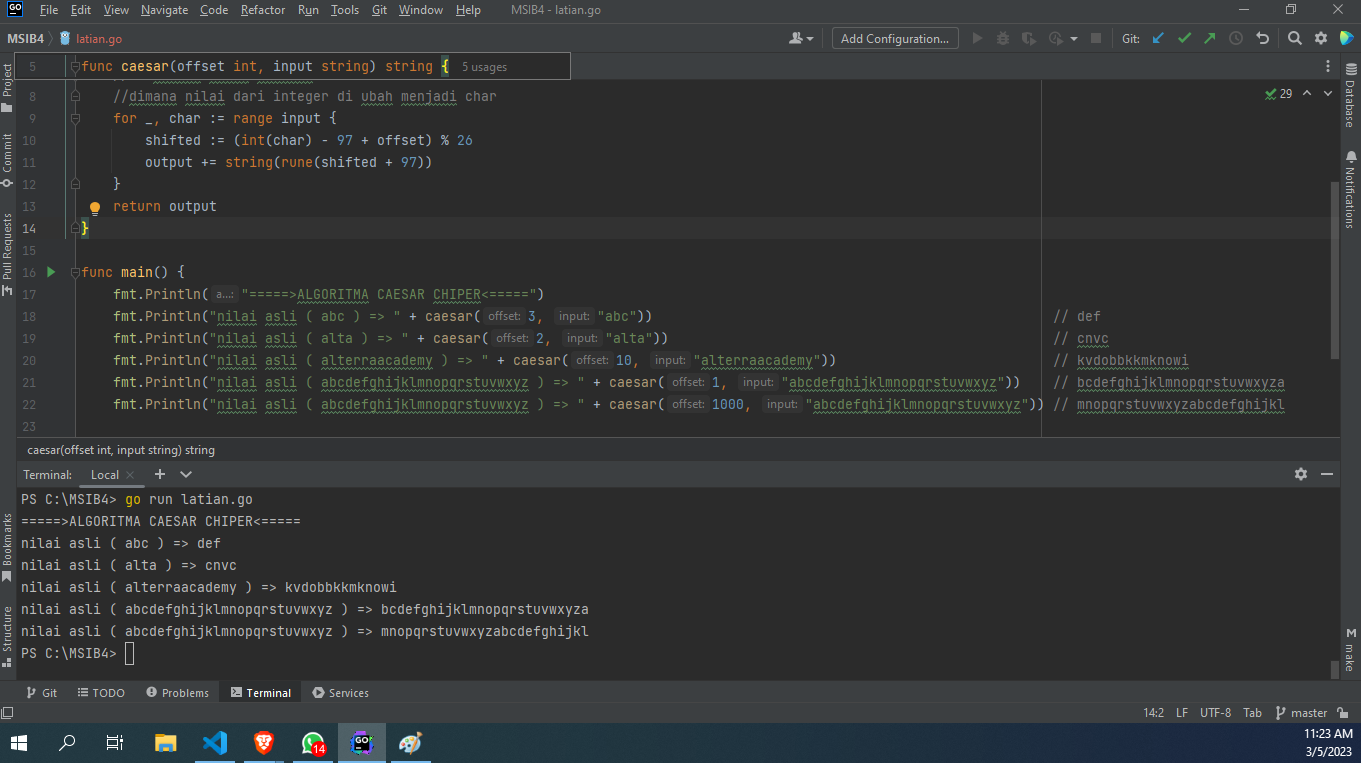 GO File Edit View Navigate Code Refactor Run Tools Git Window Help MSIB4 - latian.go
MSIB4 latian.go Add Configuration... Git:
5 func caesar(offset int, input string) string { 5 usages
8 //dimana nilai dari integer di ubah menjadi char 29
9 for _, char := range input {
10 shifted := (int(char) - 97 + offset) % 26
11 output += string(rune(shifted + 97))
12 }
13 return output
14 }
15
16 func main() {
17 fmt.Println( a...: "=====>ALGORITMA CAESAR CHIPER<=====")
18 fmt.Println("nilai asli ( abc ) => " + caesar( offset: 3, input: "abc")) // def
19 fmt.Println("nilai asli ( alta ) => " + caesar( offset: 2, input: "alta")) // cnvc
20 fmt.Println("nilai asli ( alterraacademy ) => " + caesar( offset: 10, input: "alterraacademy")) // kvdobbkkmknowi
21 fmt.Println("nilai asli ( abcdefghijklmnopqrstuvwxyz ) => " + caesar( offset: 1, input: "abcdefghijklmnopqrstuvwxyz")) // bcdefghijklmnopqrstuvwxyza
22 fmt.Println("nilai asli ( abcdefghijklmnopqrstuvwxyz ) => " + caesar( offset: 1000, input: "abcdefghijklmnopqrstuvwxyz")) // mnopqrstuvwxyzabcdefghijkl
23
caesar(offset int, input string) string
Terminal: Local
PS C:\MSIB4> go run latian.go
=====>ALGORITMA CAESAR CHIPER<=====
nilai asli ( abc ) => def
nilai asli ( alta ) => cnvc
nilai asli ( alterraacademy ) => kvdobbkkmknowi
nilai asli ( abcdefghijklmnopqrstuvwxyz ) => bcdefghijklmnopqrstuvwxyza
nilai asli ( abcdefghijklmnopqrstuvwxyz ) => mnopqrstuvwxyzabcdefghijkl
PS C:\MSIB4>
Git TODO Problems Terminal Services
14:2 LF UTF-8 Tab master
Project
Commit
Pull Requests
Bookmarks
Structure
Database
Notifications
M make
14
GO
11:23 AM
3/5/2023